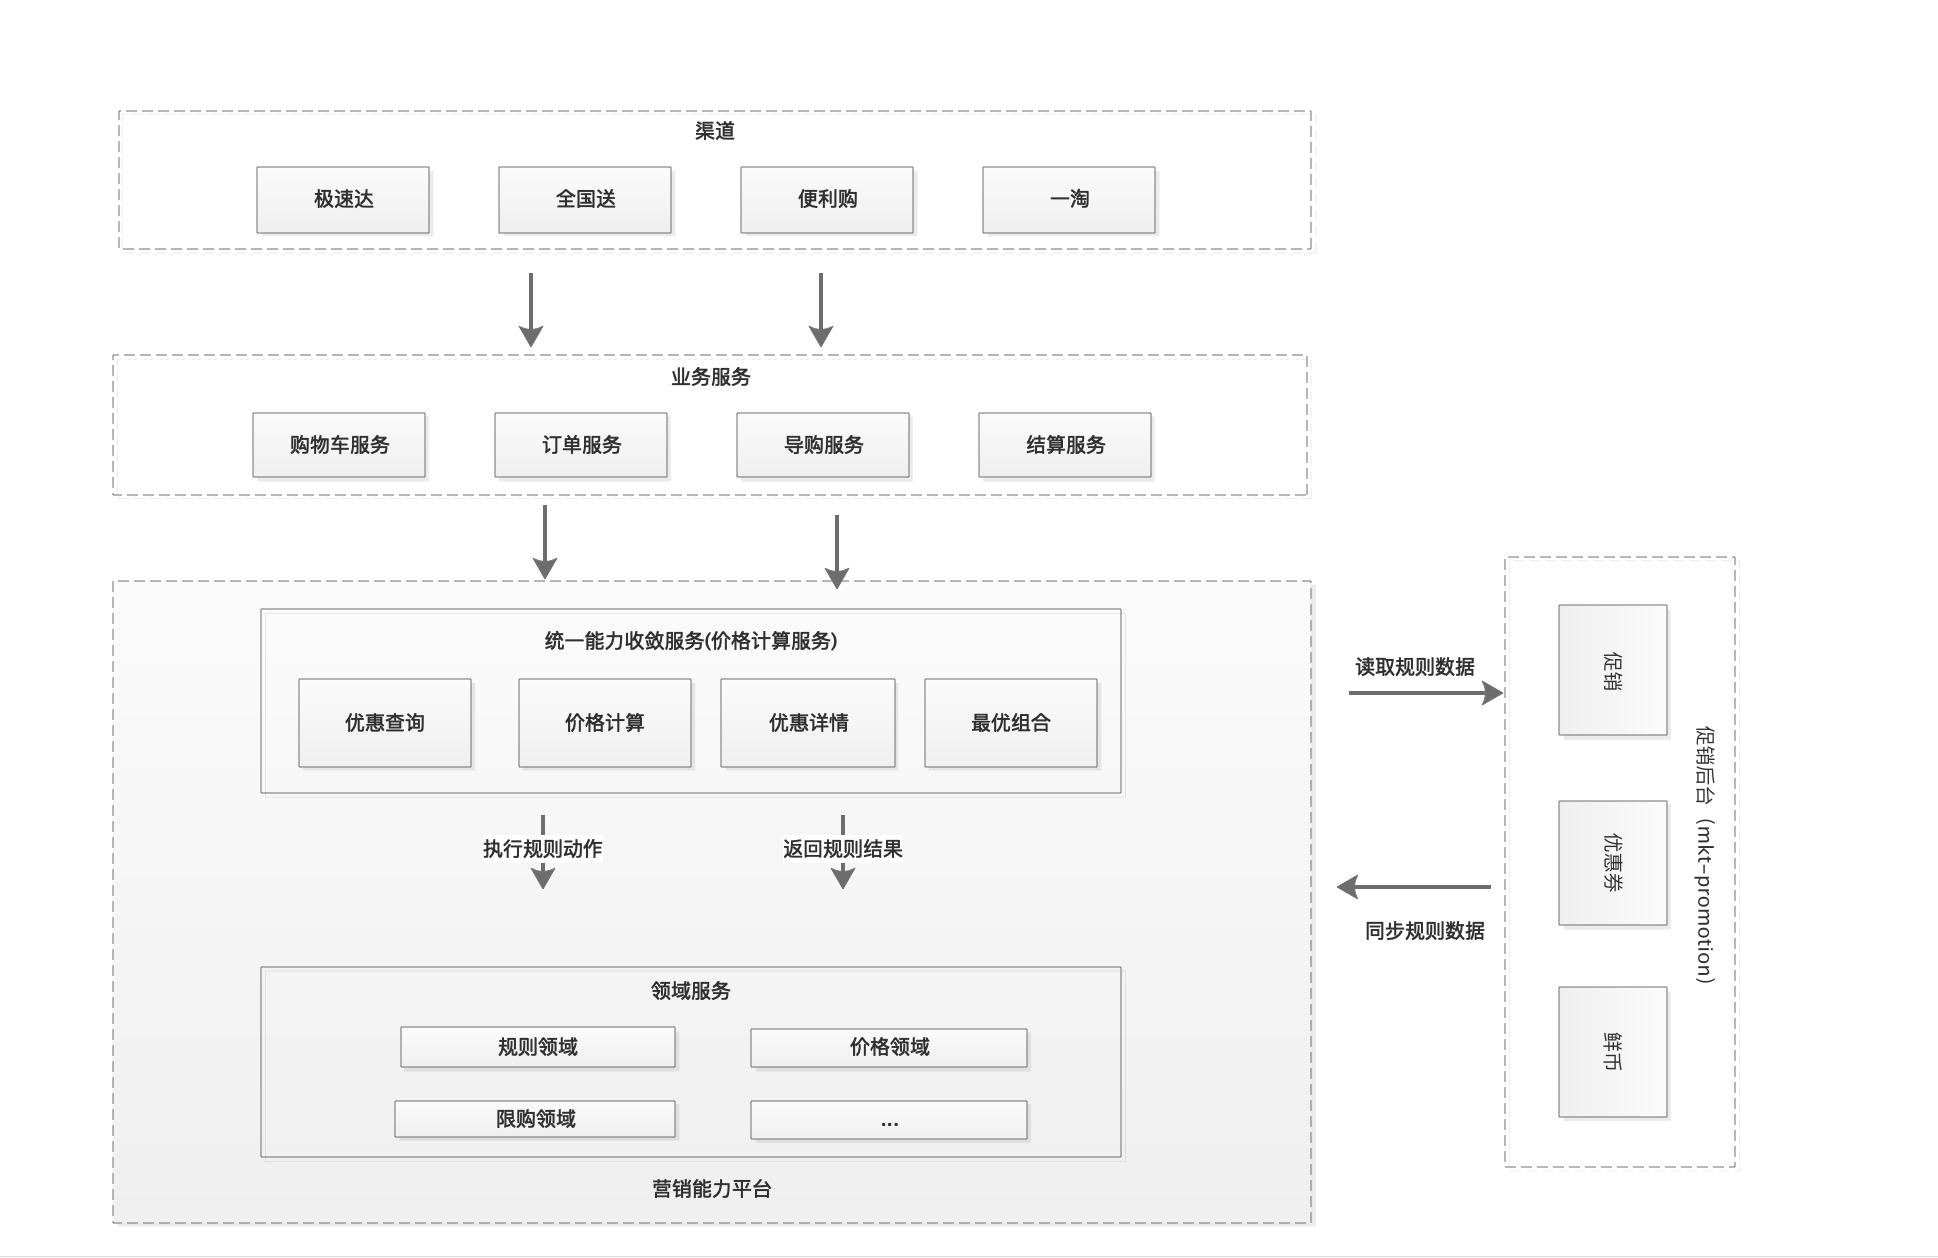 渠道
极速达
全国送
便利购
一淘
业务服务
购物车服务
订单服务
导购服务
结算服务
统一能力收敛服务(价格计算服务)
优惠查询
价格计算
优惠详情
最优组合
执行规则动作
返回规则结果
领域服务
规则领域
价格领域
限购领域
...
营销能力平台
读取规则数据
同步规则数据
促销
优惠券
鲜币
促销后台（mkt-promotion）